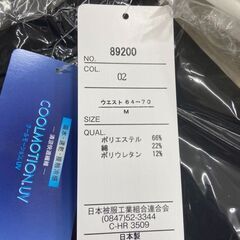 NO.
89200
COL.
02
ウエスト 64〜70
M
SIZE
QUAL.
ポリエステル 66%
綿 22%
ポリウレタン 12%
日本被服工業組合連合会
(0847)52-3344
C-HR 3509
日本製
COOLMOTION.UV